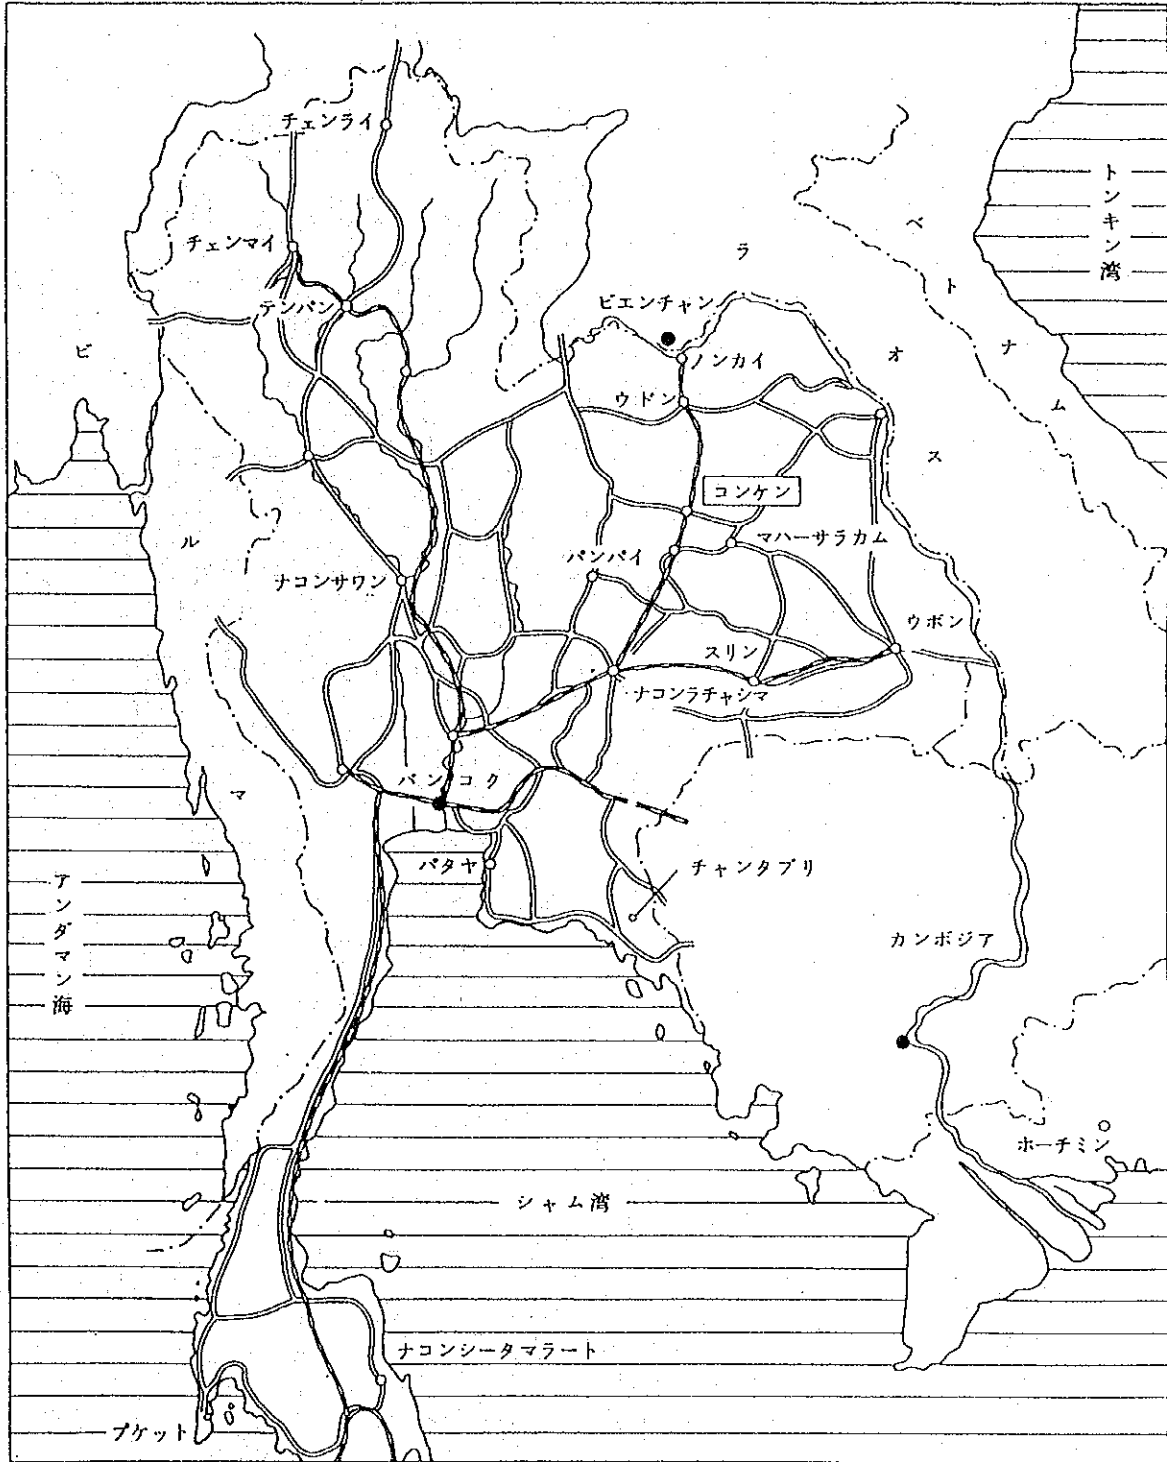 チェンライ
トンキン湾
チェンマイ
ベトナム
ラオス
ビエンチャン
テンパン
ビルマ
ノンカイ
ウドン
コンケン
マハーサラカム
バンパイ
ナコンサワン
ウボン
スリン
ナコンラチャシマ
バンコク
パタヤ
チャンタブリ
アンダマン海
カンボジア
ホーチミン
シャム湾
ナコンシータマラート
プケット